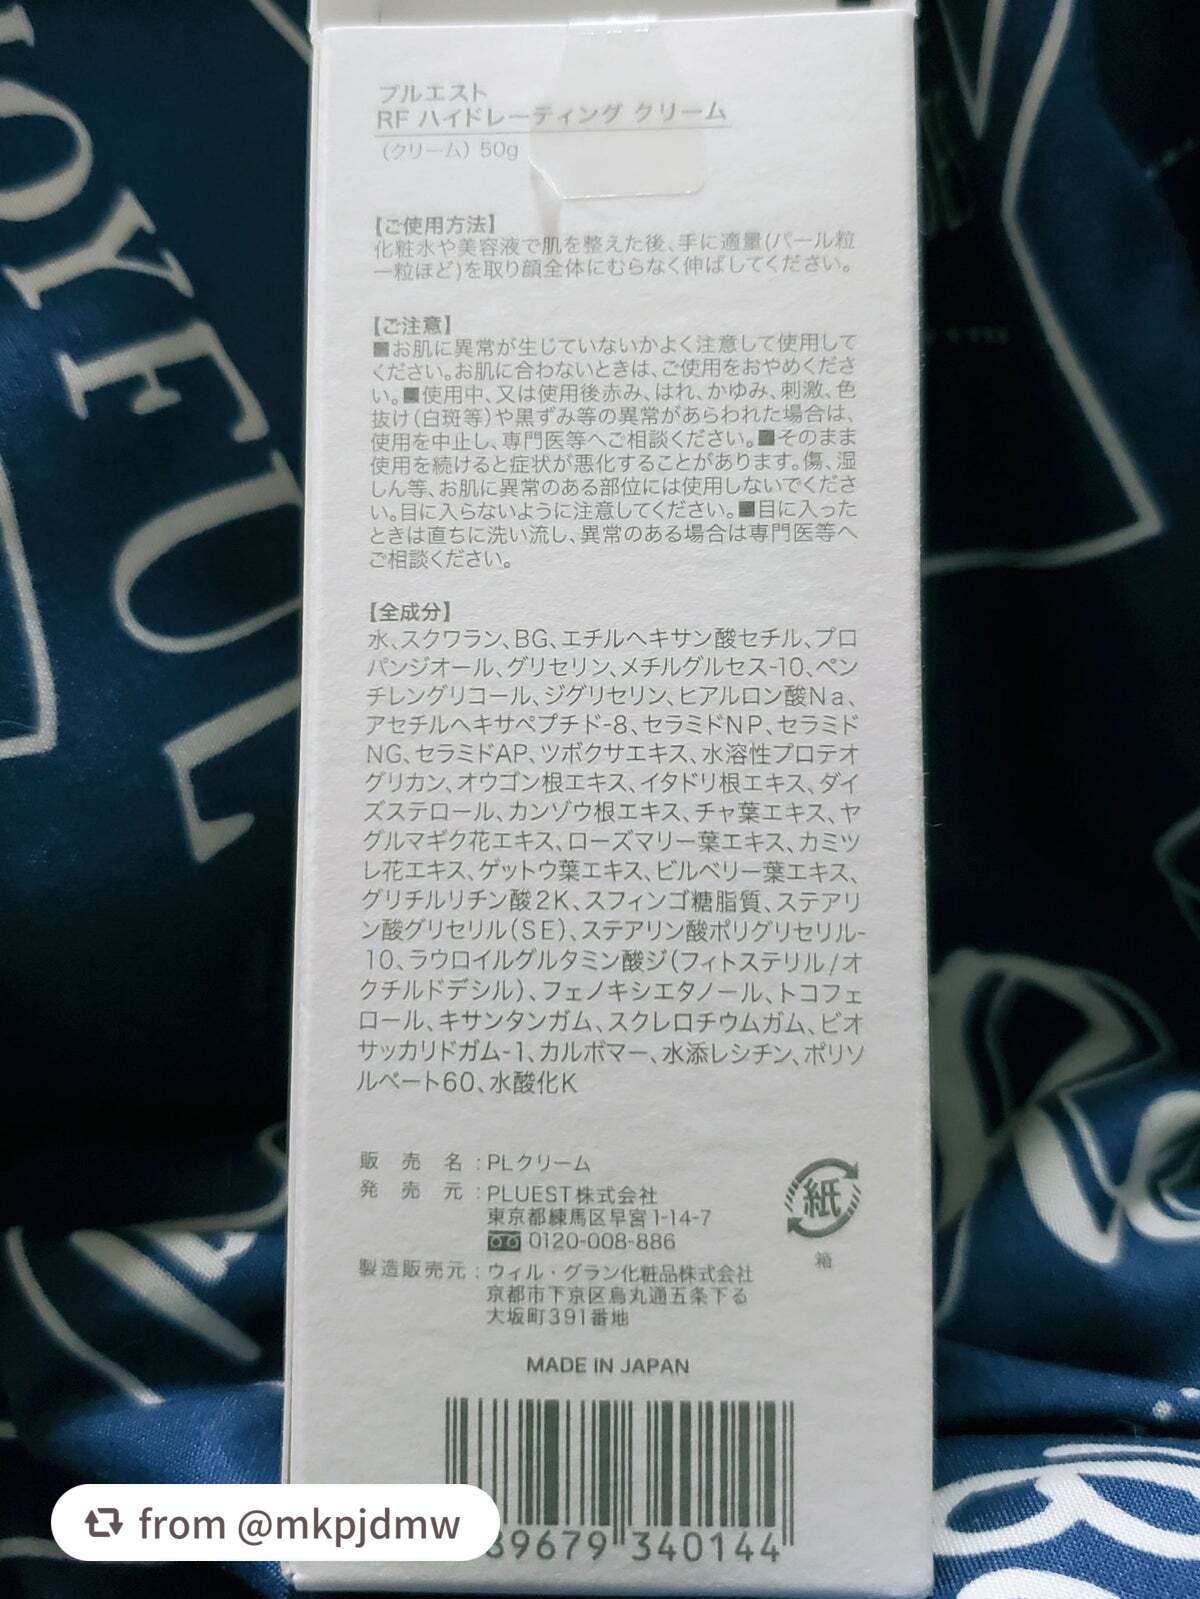 プルエスト
RF ハイドレーティング クリーム
(クリーム) 50g
【ご使用方法】
化粧水や美容液で肌を整えた後、手に適量(パール粒
一粒ほど)を取り顔全体にむらなく伸ばしてください。
【ご注意】
■お肌に異常が生じていないかよく注意して使用して
ください。お肌に合わないときは、ご使用をおやめくださ
い。■使用中、又は使用後赤み、はれ、かゆみ、刺激、色
抜け(白斑等)や黒ずみ等の異常があらわれた場合は、
使用を中止し、専門医等へご相談ください。■そのまま
使用を続けると症状が悪化することがあります。傷、湿
しん等、お肌に異常のある部位には使用しないでくださ
い。目に入らないように注意してください。■目に入った
ときは直ちに洗い流し、異常のある場合は専門医等へ
ご相談ください。
【全成分】
水、スクワラン、BG、エチルヘキサン酸セチル、プロ
パンジオール、グリセリン、メチルグルセス-10、ペン
チレングリコール、ジグリセリン、ヒアルロン酸Na、
アセチルヘキサペプチド-8、セラミドNP、セラミド
NG、セラミドAP、ツボクサエキス、水溶性プロテオ
グリカン、オウゴン根エキス、イタドリ根エキス、ダイ
ズステロール、カンゾウ根エキス、チャ葉エキス、ヤ
グルマギク花エキス、ローズマリー葉エキス、カミツ
レ花エキス、ゲットウ葉エキス、ビルベリー葉エキス、
グリチルリチン酸2K、スフィンゴ糖脂質、ステアリ
ン酸グリセリル(SE)、ステアリン酸ポリグリセリル-
10、ラウロイルグルタミン酸ジ(フィトステリル/オ
クチルドデシル)、フェノキシエタノール、トコフェ
ロール、キサンタンガム、スクレロチウムガム、ビオ
サッカリドガム-1、カルボマー、水添レシチン、ポリソ
ルベート60、水酸化K
販売名:PLクリーム
発売元:PLUEST株式会社
東京都練馬区早宮1-14-7
0120-008-886
製造販売元:ウィル・グラン化粧品株式会社
京都市下京区烏丸通五条下る
大坂町391番地
紙
箱
MADE IN JAPAN
39679 340144
from @mkpjdmw
JOYFUL